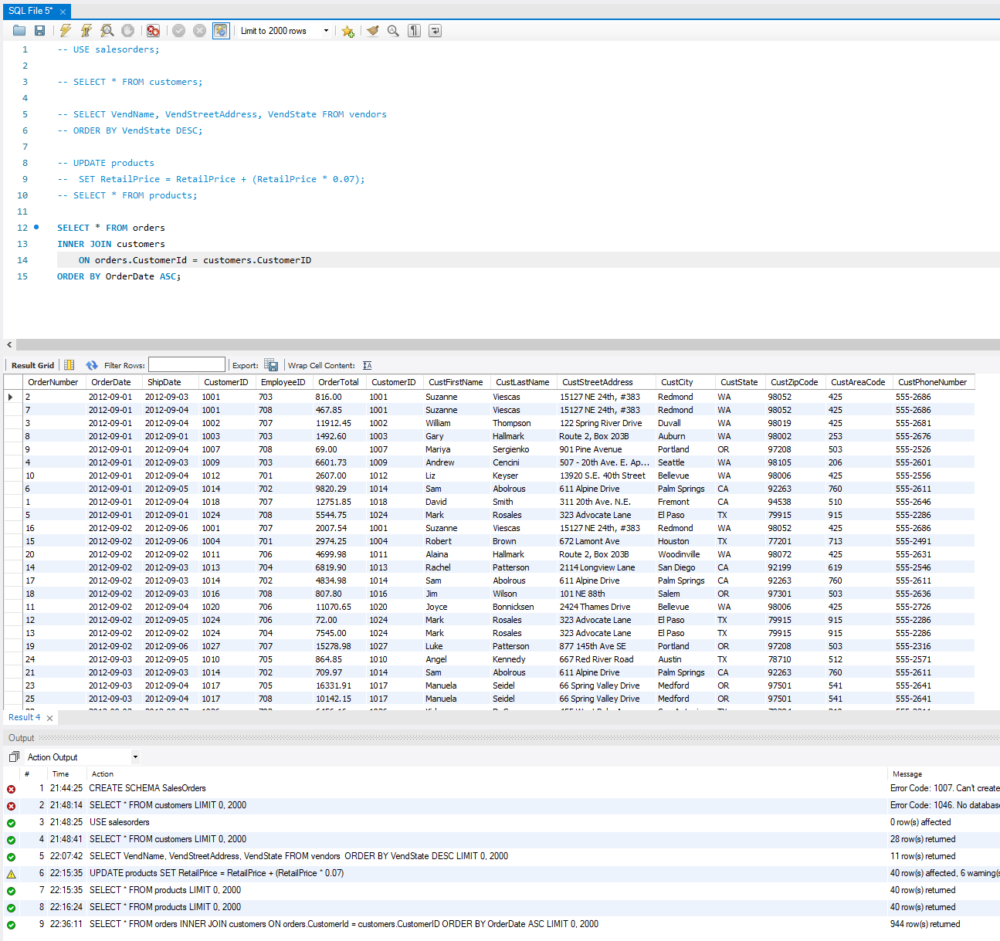 SQL File 5*
Limit to 2000 rows
1 -- USE salesorders;
2
3 -- SELECT * FROM customers;
4
5 -- SELECT VendName, VendStreetAddress, VendState FROM vendors
6 -- ORDER BY VendState DESC;
7
8 -- UPDATE products
9 --  SET RetailPrice = RetailPrice + (RetailPrice * 0.07);
10 -- SELECT * FROM products;
11
12 SELECT * FROM orders
13 INNER JOIN customers
14     ON orders.CustomerId = customers.CustomerID
15 ORDER BY OrderDate ASC;
Result Grid Filter Rows: Export: Wrap Cell Content:
OrderNumber OrderDate ShipDate CustomerID EmployeeID OrderTotal CustomerID CustFirstName CustLastName CustStreetAddress CustCity CustState CustZipCode CustAreaCode CustPhoneNumber
2 2012-09-01 2012-09-03 1001 703 816.00 1001 Suzanne Viescas 15127 NE 24th, #383 Redmond WA 98052 425 555-2686
7 2012-09-01 2012-09-04 1001 708 467.85 1001 Suzanne Viescas 15127 NE 24th, #383 Redmond WA 98052 425 555-2686
3 2012-09-01 2012-09-04 1002 707 11912.45 1002 William Thompson 122 Spring River Drive Duvall WA 98019 425 555-2681
8 2012-09-01 2012-09-01 1003 703 1492.60 1003 Gary Hallmark Route 2, Box 203B Auburn WA 98002 253 555-2676
9 2012-09-01 2012-09-04 1007 708 69.00 1007 Mariya Sergienko 901 Pine Avenue Portland OR 97208 503 555-2526
4 2012-09-01 2012-09-03 1009 703 6601.73 1009 Andrew Cencini 507 - 20th Ave. E. Ap... Seattle WA 98105 206 555-2601
10 2012-09-01 2012-09-04 1012 701 2607.00 1012 Liz Keyser 13920 S.E. 40th Street Bellevue WA 98006 425 555-2556
6 2012-09-01 2012-09-05 1014 702 9820.29 1014 Sam Abolrous 611 Alpine Drive Palm Springs CA 92263 760 555-2611
1 2012-09-01 2012-09-04 1018 707 12751.85 1018 David Smith 311 20th Ave. N.E. Fremont CA 94538 510 555-2646
5 2012-09-01 2012-09-01 1024 708 5544.75 1024 Mark Rosales 323 Advocate Lane El Paso TX 79915 915 555-2286
16 2012-09-02 2012-09-06 1001 707 2007.54 1001 Suzanne Viescas 15127 NE 24th, #383 Redmond WA 98052 425 555-2686
15 2012-09-02 2012-09-06 1004 701 2974.25 1004 Robert Brown 672 Lamont Ave Houston TX 77201 713 555-2491
20 2012-09-02 2012-09-02 1011 706 4699.98 1011 Alaina Hallmark Route 2, Box 203B Woodinville WA 98072 425 555-2631
14 2012-09-02 2012-09-03 1013 704 6819.90 1013 Rachel Patterson 2114 Longview Lane San Diego CA 92199 619 555-2546
17 2012-09-02 2012-09-03 1014 702 4834.98 1014 Sam Abolrous 611 Alpine Drive Palm Springs CA 92263 760 555-2611
18 2012-09-02 2012-09-03 1016 708 807.80 1016 Jim Wilson 101 NE 88th Salem OR 97301 503 555-2636
11 2012-09-02 2012-09-04 1020 706 11070.65 1020 Joyce Bonnicksen 2424 Thames Drive Bellevue WA 98006 425 555-2726
12 2012-09-02 2012-09-05 1024 706 72.00 1024 Mark Rosales 323 Advocate Lane El Paso TX 79915 915 555-2286
13 2012-09-02 2012-09-02 1024 704 7545.00 1024 Mark Rosales 323 Advocate Lane El Paso TX 79915 915 555-2286
19 2012-09-02 2012-09-06 1027 707 15278.98 1027 Luke Patterson 877 145th Ave SE Portland OR 97208 503 555-2316
24 2012-09-03 2012-09-05 1010 705 864.85 1010 Angel Kennedy 667 Red River Road Austin TX 78710 512 555-2571
21 2012-09-03 2012-09-03 1014 702 709.97 1014 Sam Abolrous 611 Alpine Drive Palm Springs CA 92263 760 555-2611
23 2012-09-03 2012-09-04 1017 705 16331.91 1017 Manuela Seidel 66 Spring Valley Drive Medford OR 97501 541 555-2641
25 2012-09-03 2012-09-04 1017 708 10142.15 1017 Manuela Seidel 66 Spring Valley Drive Medford OR 97501 541 555-2641
Result 4
Output
Action Output
# Time Action Message
1 21:44:25 CREATE SCHEMA SalesOrders Error Code: 1007. Can't create
2 21:48:14 SELECT * FROM customers LIMIT 0, 2000 Error Code: 1046. No database
3 21:48:25 USE salesorders 0 row(s) affected
4 21:48:41 SELECT * FROM customers LIMIT 0, 2000 28 row(s) returned
5 22:07:42 SELECT VendName, VendStreetAddress, VendState FROM vendors  ORDER BY VendState DESC LIMIT 0, 2000 11 row(s) returned
6 22:15:35 UPDATE products SET RetailPrice = RetailPrice + (RetailPrice * 0.07) 40 row(s) affected, 6 warning(s
7 22:15:35 SELECT * FROM products LIMIT 0, 2000 40 row(s) returned
8 22:16:24 SELECT * FROM products LIMIT 0, 2000 40 row(s) returned
9 22:36:11 SELECT * FROM orders INNER JOIN customers ON orders.CustomerId = customers.CustomerID ORDER BY OrderDate ASC LIMIT 0, 2000 944 row(s) returned